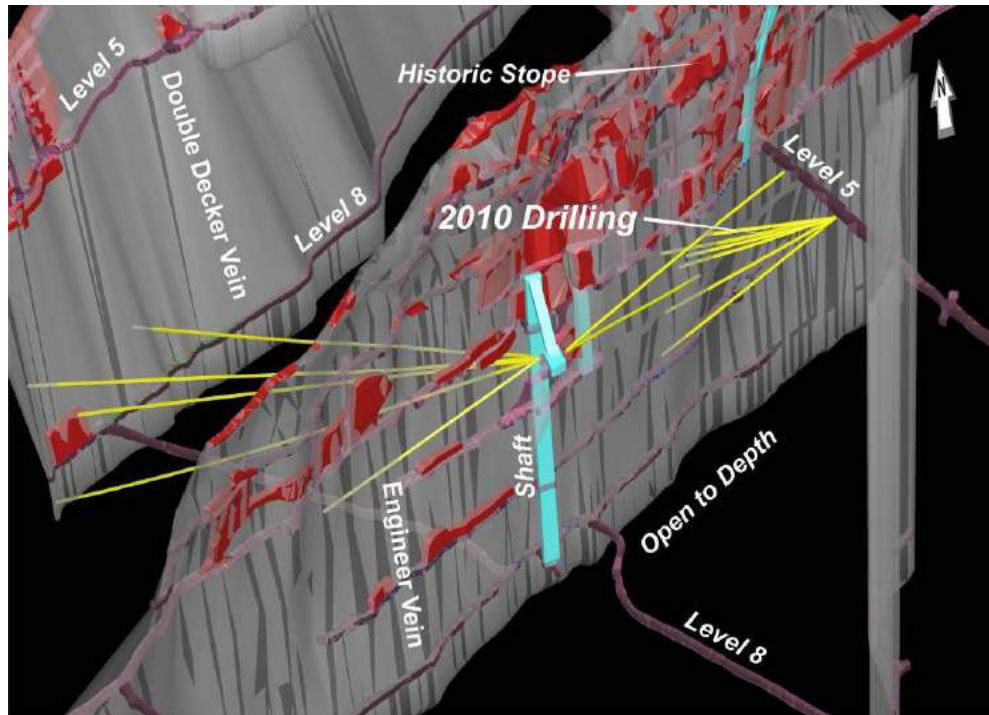 Level 5
Double Decker Vein
Level 8
Historic Stope
N
Level 5
2010 Drilling
Shaft
Engineer Vein
Open to Depth
Level 8